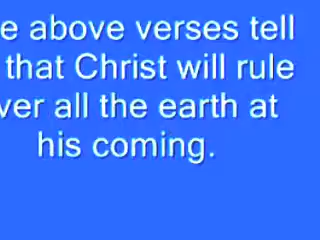 e above verses tell
that Christ will rule
ver all the earth at
his coming.